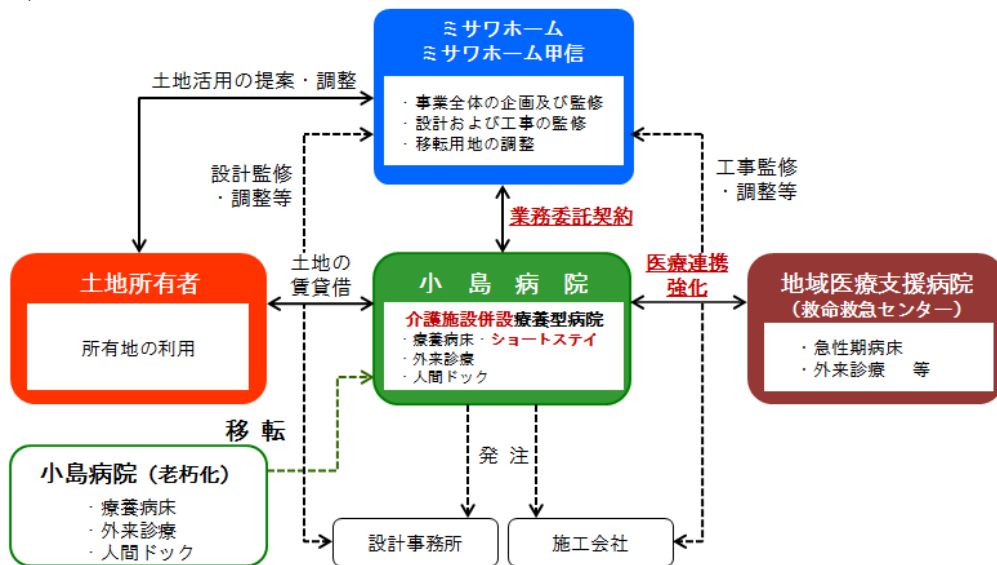 ミサワホーム
ミサワホーム甲信
・事業全体の企画及び監修
・設計および工事の監修
・移転用地の調整
土地活用の提案・調整
設計監修
・調整等
工事監修
・調整等
業務委託契約
土地所有者
所有地の利用
土地の
賃貸借
小島病院
介護施設併設療養型病院
・療養病床・ショートステイ
・外来診療
・人間ドック
医療連携
強化
地域医療支援病院
(救命救急センター)
・急性期病床
・外来診療 等
移転
小島病院(老朽化)
・療養病床
・外来診療
・人間ドック
発注
設計事務所
施工会社